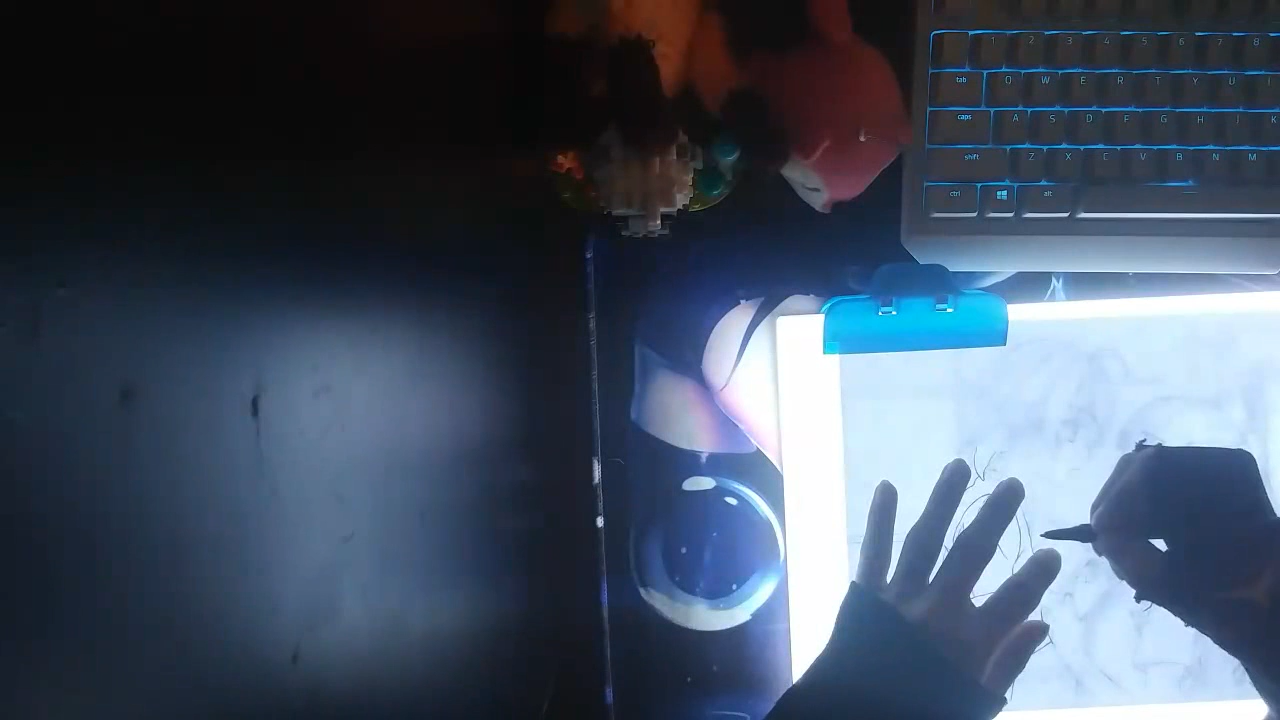 1 2 3 4 5 6 7 8
tab Q W E R T Y U I
caps A S D F G H J K
shift Z X C V B N M
ctrl alt